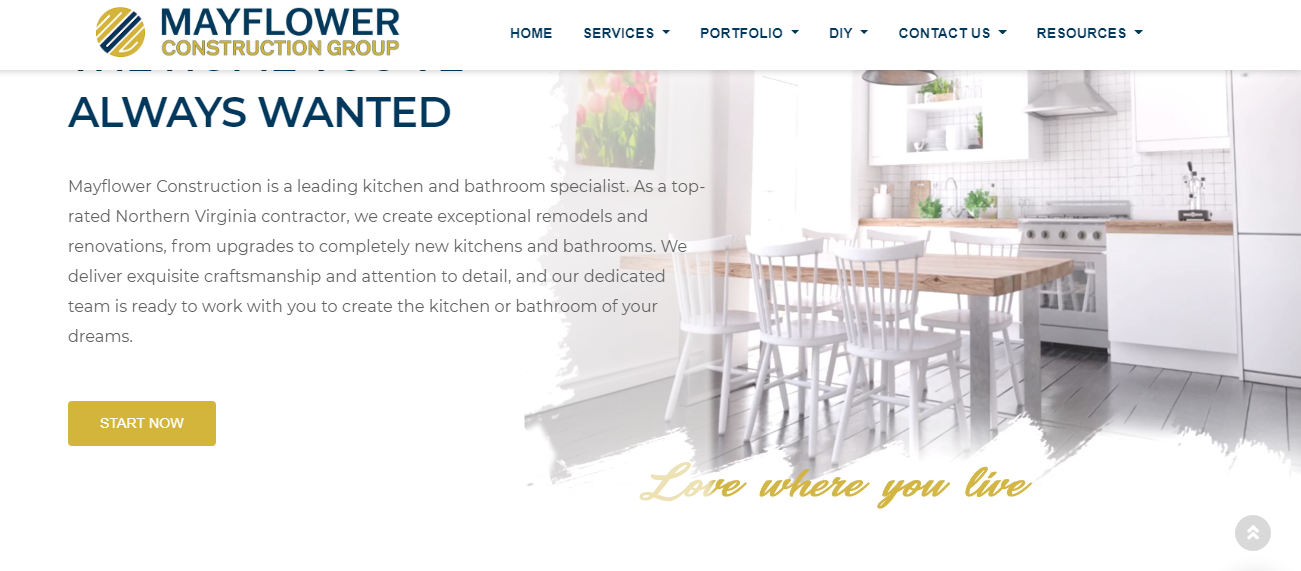 MAYFLOWER
CONSTRUCTION GROUP
HOME SERVICES PORTFOLIO DIY CONTACT US RESOURCES
ALWAYS WANTED
Mayflower Construction is a leading kitchen and bathroom specialist. As a top-
rated Northern Virginia contractor, we create exceptional remodels and
renovations, from upgrades to completely new kitchens and bathrooms. We
deliver exquisite craftsmanship and attention to detail, and our dedicated
team is ready to work with you to create the kitchen or bathroom of your
dreams.
START NOW
Love where you live